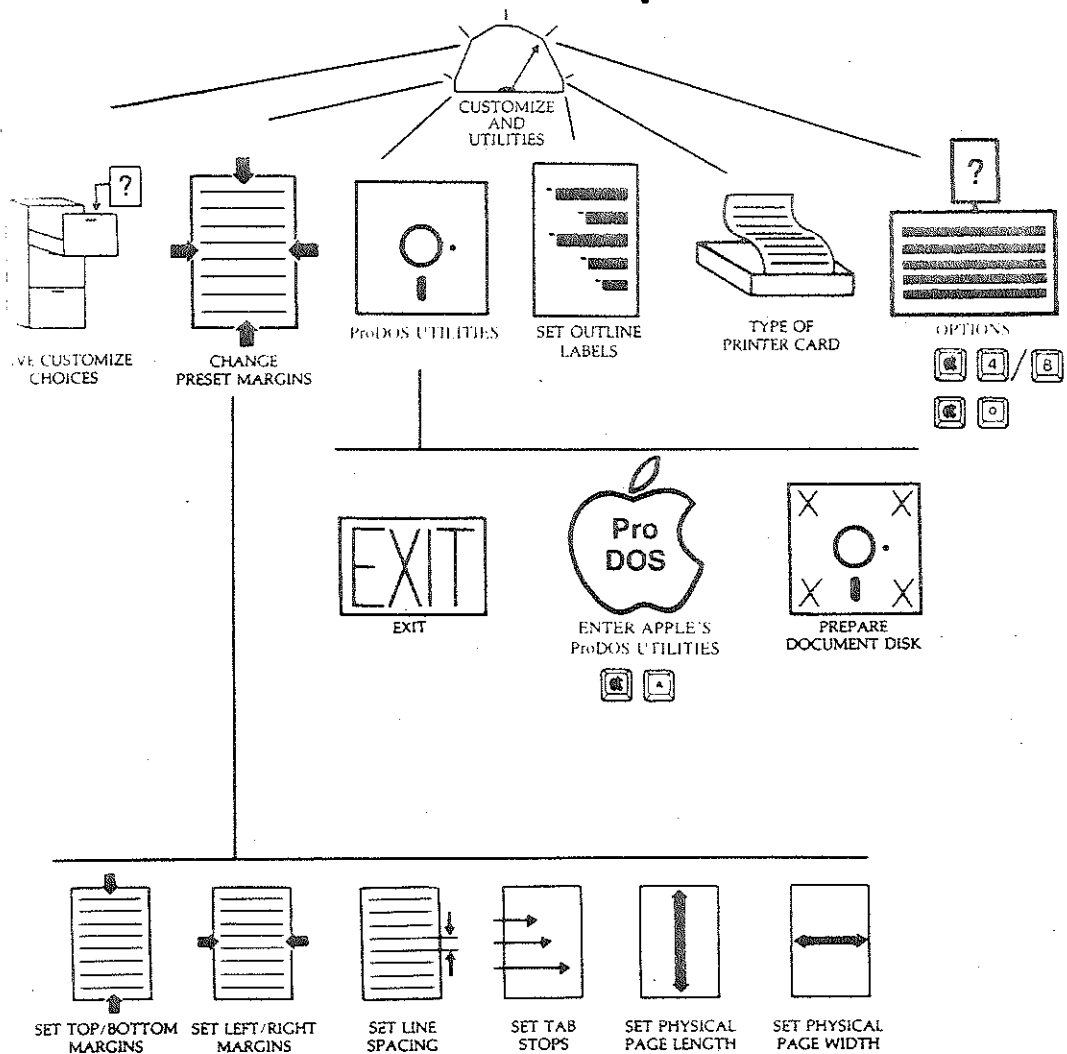 CUSTOMIZE
AND
UTILITIES
?
?
CUSTOMIZE
CHOICES
CHANGE
PRESET MARGINS
ProDOS UTILITIES
SET OUTLINE
LABELS
TYPE OF
PRINTER CARD
OPTIONS
4 / 8
O
EXIT
EXIT
Pro
DOS
ENTER APPLE'S
ProDOS UTILITIES
A
PREPARE
DOCUMENT DISK
SET TOP/BOTTOM
MARGINS
SET LEFT/RIGHT
MARGINS
SET LINE
SPACING
SET TAB
STOPS
SET PHYSICAL
PAGE LENGTH
SET PHYSICAL
PAGE WIDTH